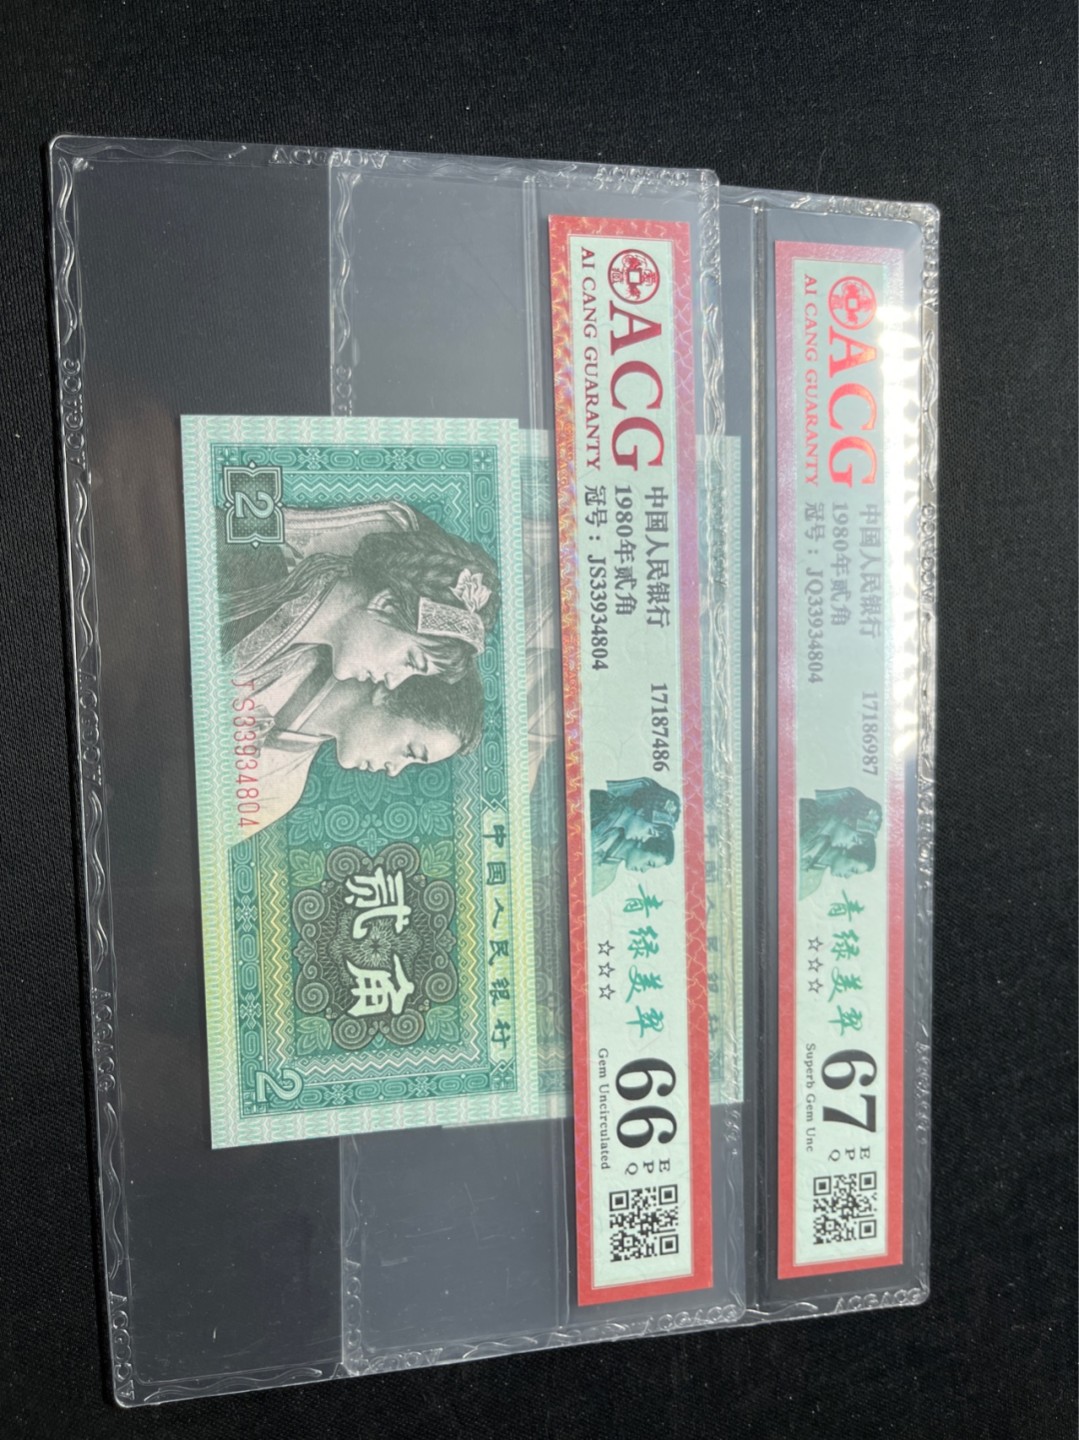 ACG
AI CANG GUARANTY
中国人民银行 17186987
1980年贰角
冠号：JQ33934804
青绿美翠
☆☆☆
67 EPQ
Superb Gem Unc
ACG
AI CANG GUARANTY
中国人民银行 17187486
1980年贰角
冠号：JS33934804
青绿美翠
☆☆☆
66 EPQ
Gem Uncirculated
中国人民银行
贰角
2
2
JS33934804